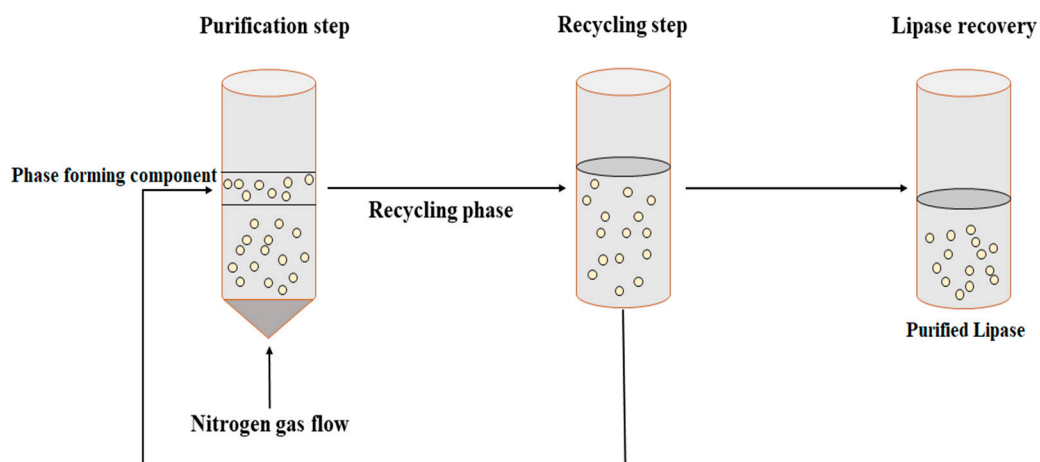 Purification step
Recycling step
Lipase recovery
Phase forming component
Recycling phase
Purified Lipase
Nitrogen gas flow